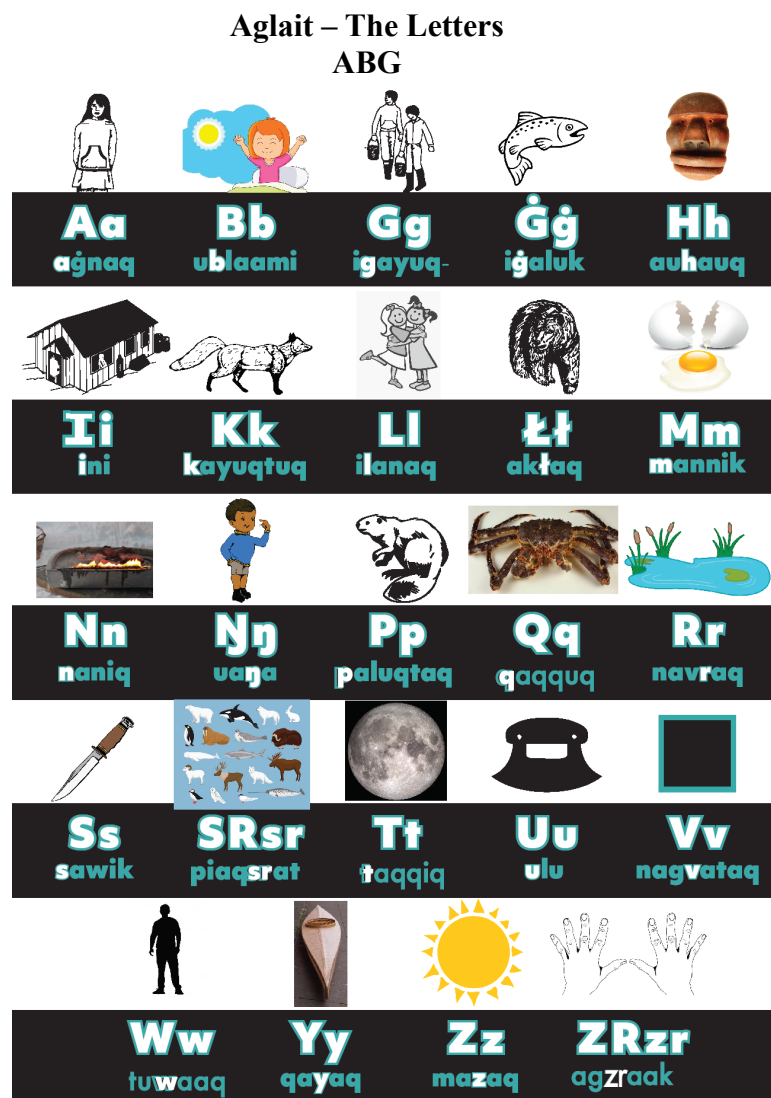 Aglait – The Letters
ABG
Aa Bb Gg Ġġ Hh
aġnaq ublaami igayuq- iġaluk auhauq
Ii Kk Ll Łł Mm
ini kayuqtuq ilanaq akłaq mannik
Nn Ŋŋ Pp Qq Rr
naniq uaŋa paluqtaq qaqquq navraq
Ss SRsr Tt Uu Vv
sawik piaqsrat taqqiq ulu nagvataq
Ww Yy Zz ZRzr
tuwaaq qayaq mazaq agzraak